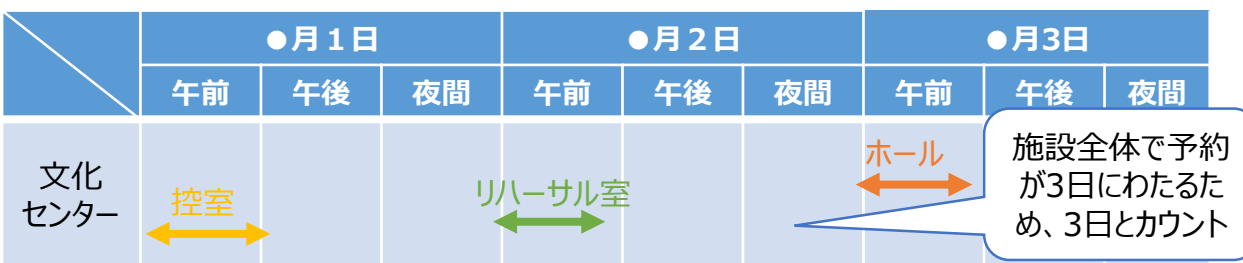 ●月１日 ●月２日 ●月3日
午前 午後 夜間 午前 午後 夜間 午前 午後 夜間
文化
センター
控室
リハーサル室
ホール
施設全体で予約
が3日にわたるた
め、3日とカウント